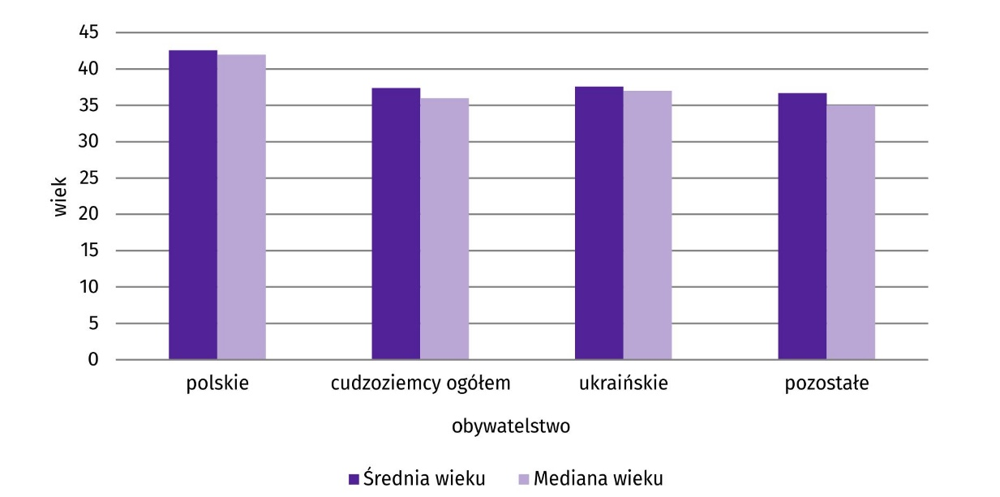 45
40
35
30
25
20
15
10
5
0
wiek
polskie
cudzoziemcy ogółem
ukraińskie
pozostałe
obywatelstwo
Średnia wieku
Mediana wieku